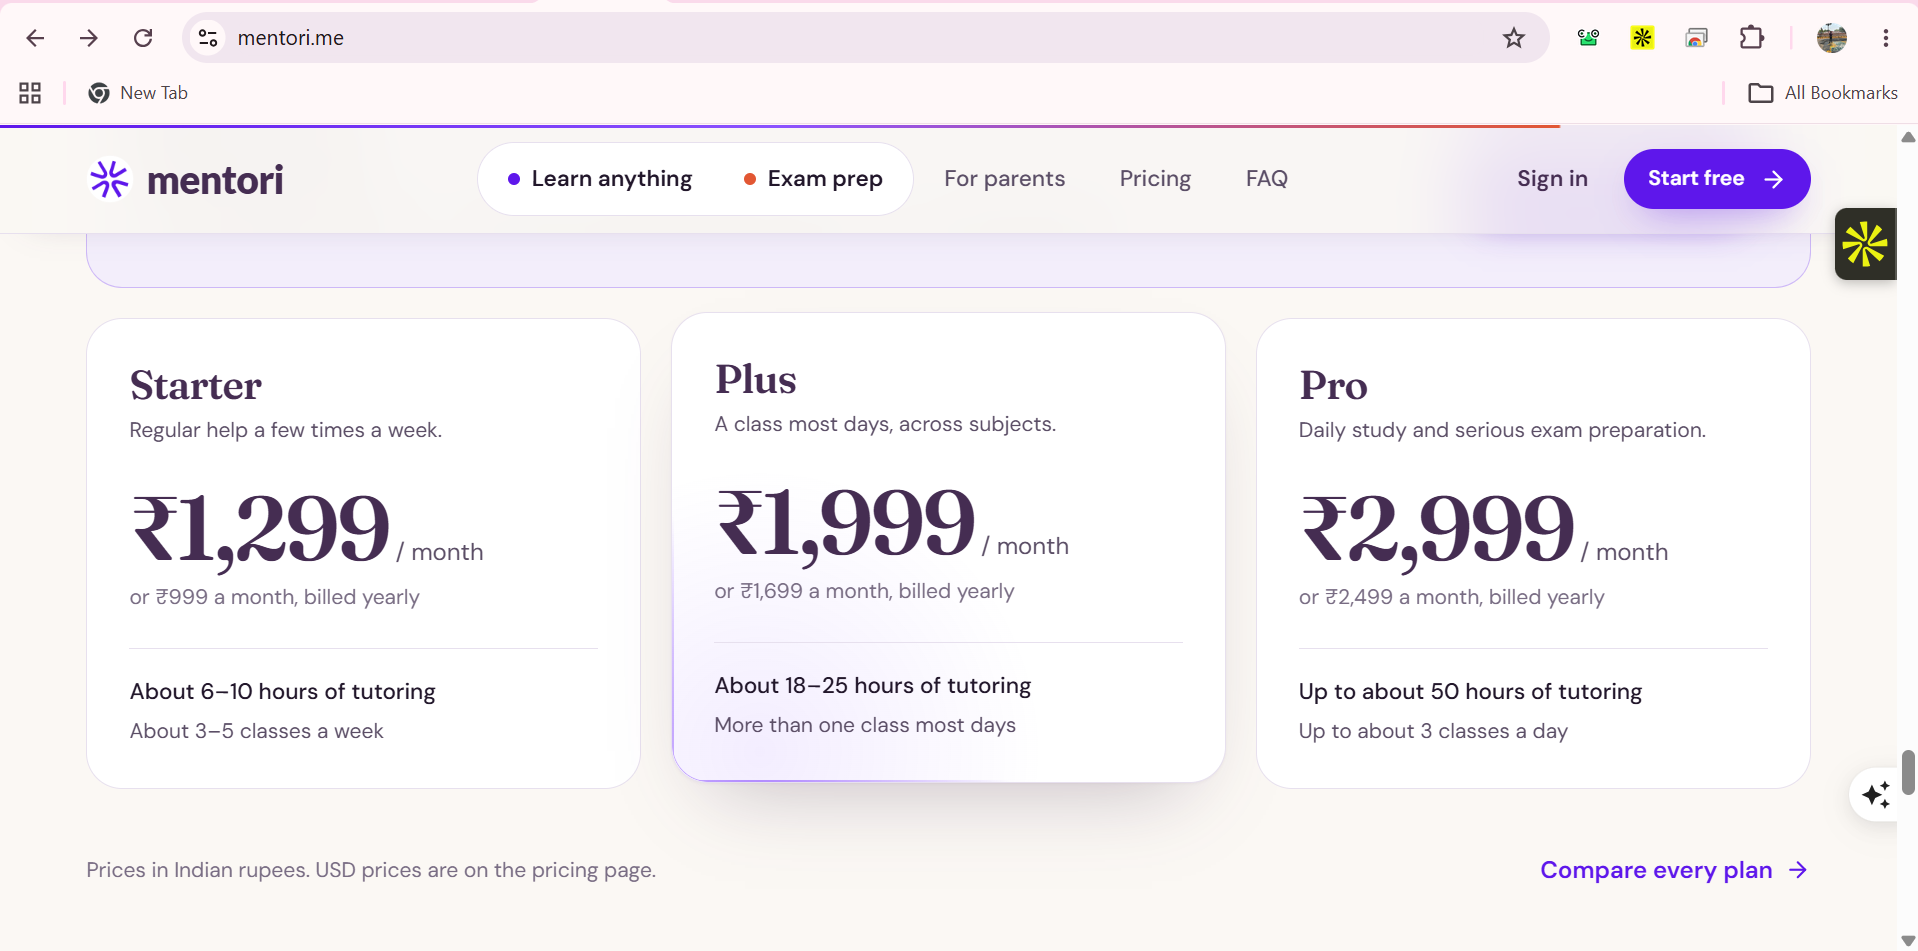 mentori.me
New Tab
All Bookmarks
mentori
Learn anything
Exam prep
For parents
Pricing
FAQ
Sign in
Start free →
Starter
Regular help a few times a week.
₹1,299 / month
or ₹999 a month, billed yearly
About 6–10 hours of tutoring
About 3–5 classes a week
Plus
A class most days, across subjects.
₹1,999 / month
or ₹1,699 a month, billed yearly
About 18–25 hours of tutoring
More than one class most days
Pro
Daily study and serious exam preparation.
₹2,999 / month
or ₹2,499 a month, billed yearly
Up to about 50 hours of tutoring
Up to about 3 classes a day
Prices in Indian rupees. USD prices are on the pricing page.
Compare every plan →